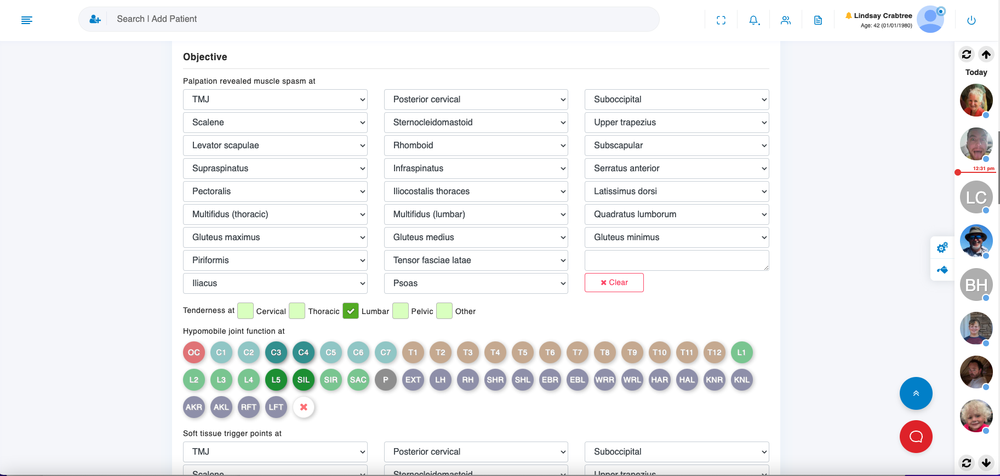 Search | Add Patient
Lindsay Crabtree
Age: 42 (01/01/1980)
Objective
Palpation revealed muscle spasm at
TMJ Posterior cervical Suboccipital
Scalene Sternocleidomastoid Upper trapezius
Levator scapulae Rhomboid Subscapular
Supraspinatus Infraspinatus Serratus anterior
Pectoralis Iliocostalis thoraces Latissimus dorsi
Multifidus (thoracic) Multifidus (lumbar) Quadratus lumborum
Gluteus maximus Gluteus medius Gluteus minimus
Piriformis Tensor fasciae latae
Iliacus Psoas Clear
Tenderness at Cervical Thoracic Lumbar Pelvic Other
Hypomobile joint function at
OC C1 C2 C3 C4 C5 C6 C7 T1 T2 T3 T4 T5 T6 T7 T8 T9 T10 T11 T12 L1
L2 L3 L4 L5 SIL SIR SAC P EXT LH RH SHR SHL EBR EBL WRR WRL HAR HAL KNR KNL
AKR AKL RFT LFT
Soft tissue trigger points at
TMJ Posterior cervical Suboccipital
Scalene Sternocleidomastoid Upper trapezius
Today
12:31 pm
LC
BH